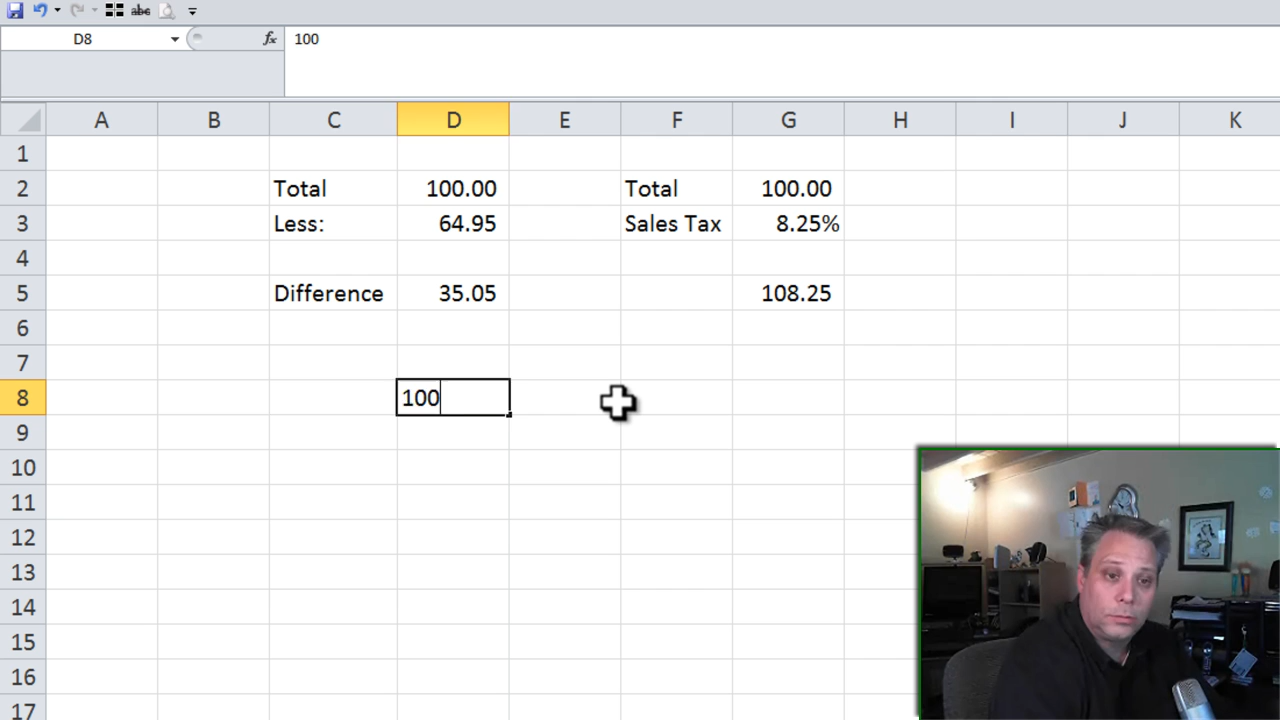 abc
D8 fx 100
A B C D E F G H I J K
1
2 Total 100.00 Total 100.00
3 Less: 64.95 Sales Tax 8.25%
4
5 Difference 35.05 108.25
6
7
8 100
9
10
11
12
13
14
15
16
17